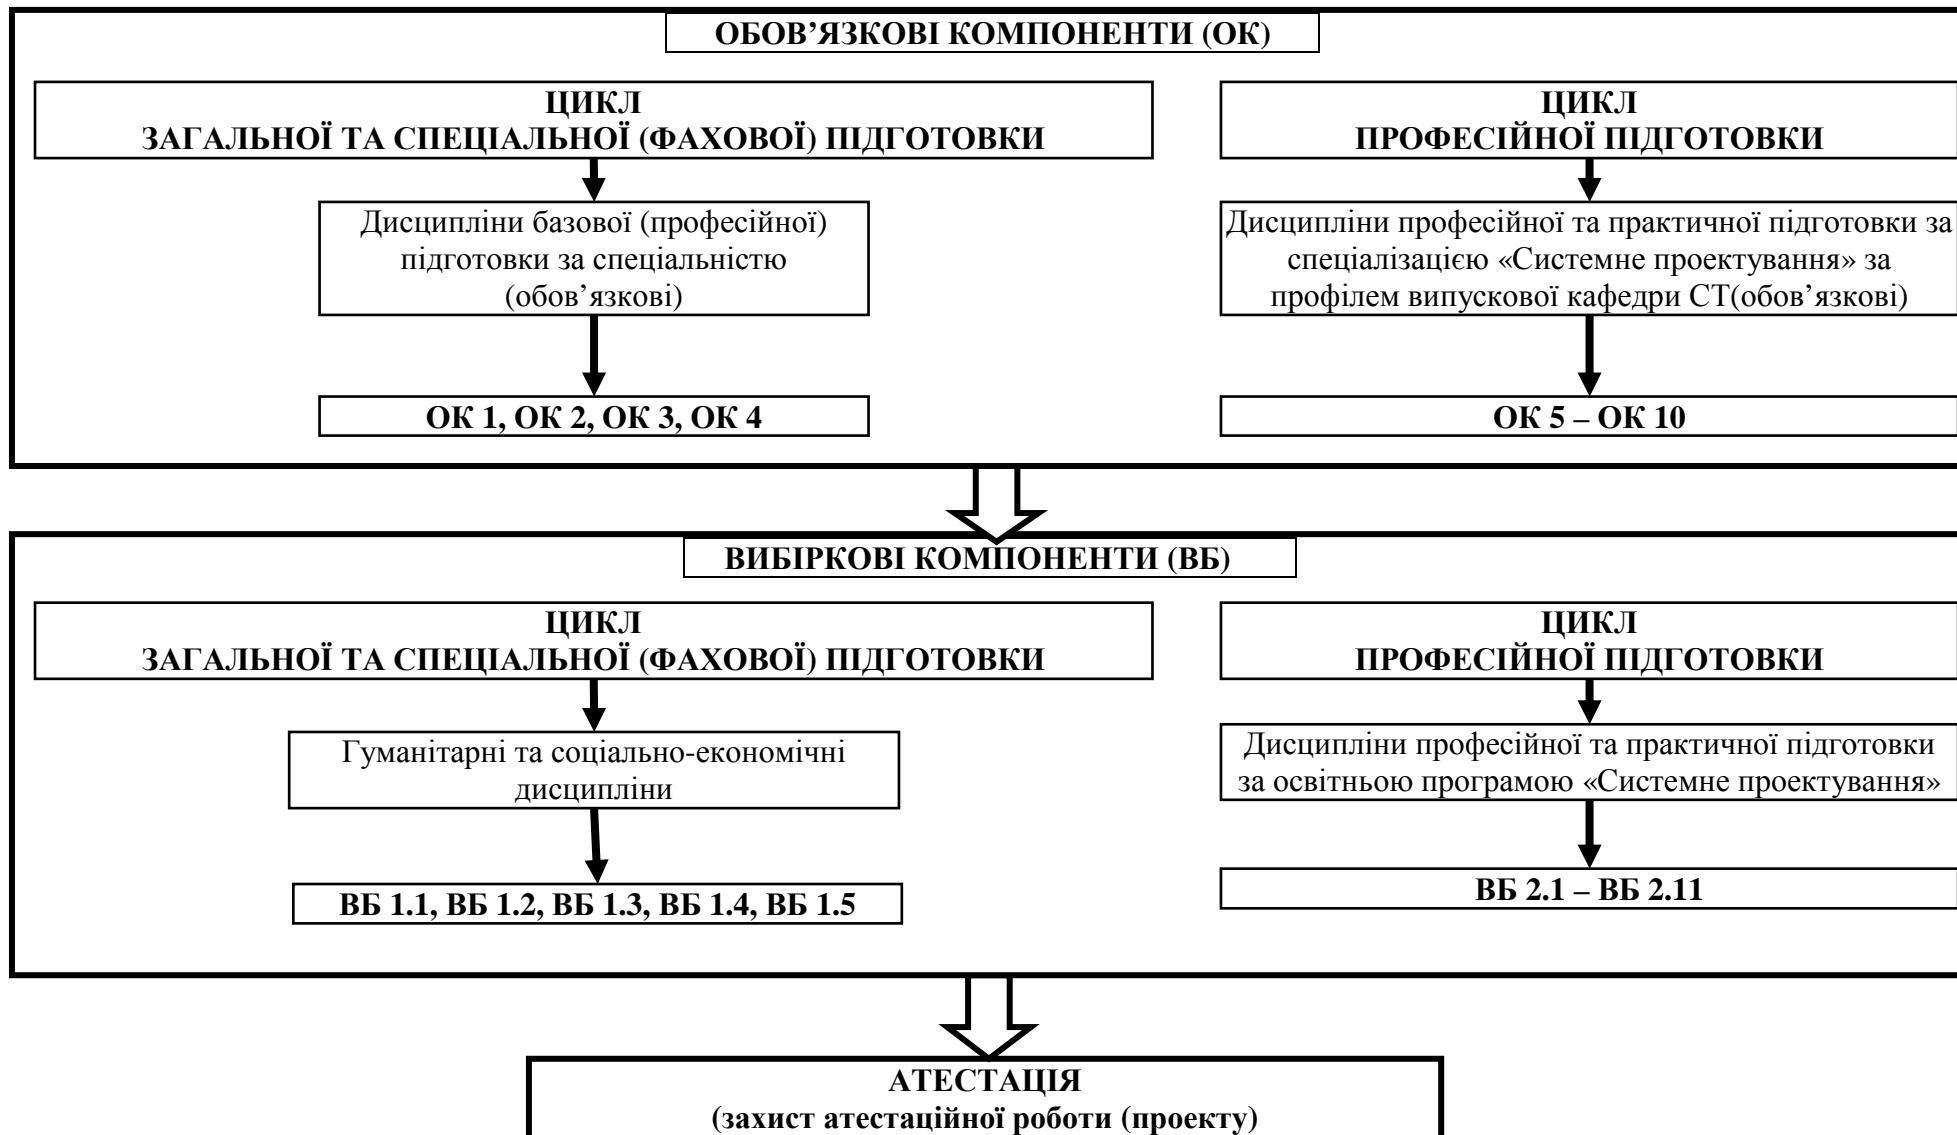 ОБОВ’ЯЗКОВІ КОМПОНЕНТИ (ОК)
ЦИКЛ
ЗАГАЛЬНОЇ ТА СПЕЦІАЛЬНОЇ (ФАХОВОЇ) ПІДГОТОВКИ
Дисципліни базової (професійної)
підготовки за спеціальністю
(обов’язкові)
ОК 1, ОК 2, ОК 3, ОК 4
ЦИКЛ
ПРОФЕСІЙНОЇ ПІДГОТОВКИ
Дисципліни професійної та практичної підготовки за
спеціалізацією «Системне проектування» за
профілем випускової кафедри СТ(обов’язкові)
ОК 5 – ОК 10
ВИБІРКОВІ КОМПОНЕНТИ (ВБ)
ЦИКЛ
ЗАГАЛЬНОЇ ТА СПЕЦІАЛЬНОЇ (ФАХОВОЇ) ПІДГОТОВКИ
Гуманітарні та соціально-економічні
дисципліни
ВБ 1.1, ВБ 1.2, ВБ 1.3, ВБ 1.4, ВБ 1.5
ЦИКЛ
ПРОФЕСІЙНОЇ ПІДГОТОВКИ
Дисципліни професійної та практичної підготовки
за освітньою програмою «Системне проектування»
ВБ 2.1 – ВБ 2.11
АТЕСТАЦІЯ
(захист атестаційної роботи (проекту)